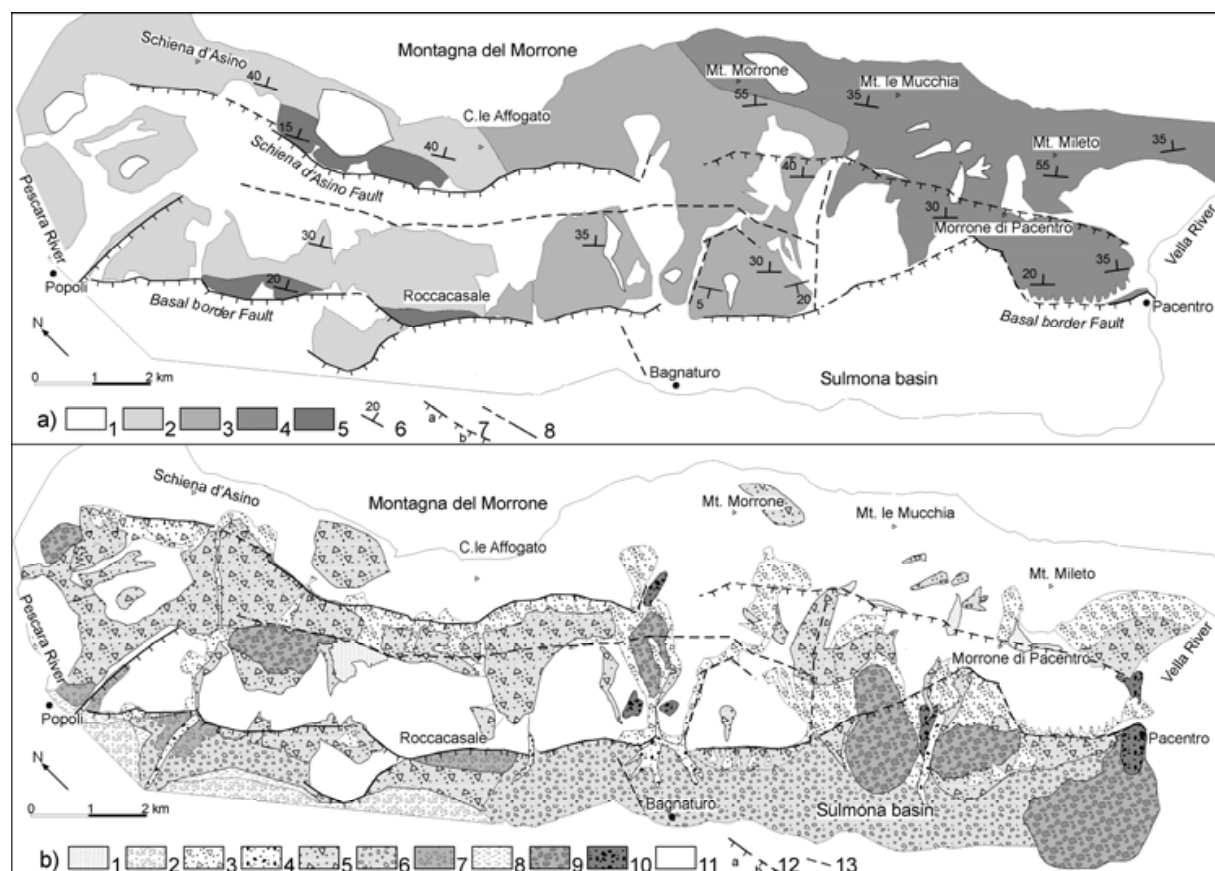 Schiena d'Asino
Montagna del Morrone
40
Mt. Morrone
Mt. le Mucchia
55
35
C.le Affogato
15
40
Mt. Mileto
35
55
Schiena d'Asino Fault
40
Pescara River
30
35
30
Morrone di Pacentro
Vella River
Popoli
20
30
20
35
Roccacasale
5
20
Basal border Fault
Basal border Fault
Pacentro
N
0 1 2 km
Bagnaturo
Sulmona basin
a) 1 2 3 4 5 20 6 a b 7 8
Schiena d'Asino
Montagna del Morrone
Mt. Morrone
Mt. le Mucchia
C.le Affogato
Mt. Mileto
Pescara River
Morrone di Pacentro
Vella River
Popoli
Roccacasale
Pacentro
N
0 1 2 km
Bagnaturo
Sulmona basin
b) 1 2 3 4 5 6 7 8 9 10 11 a b 12 13